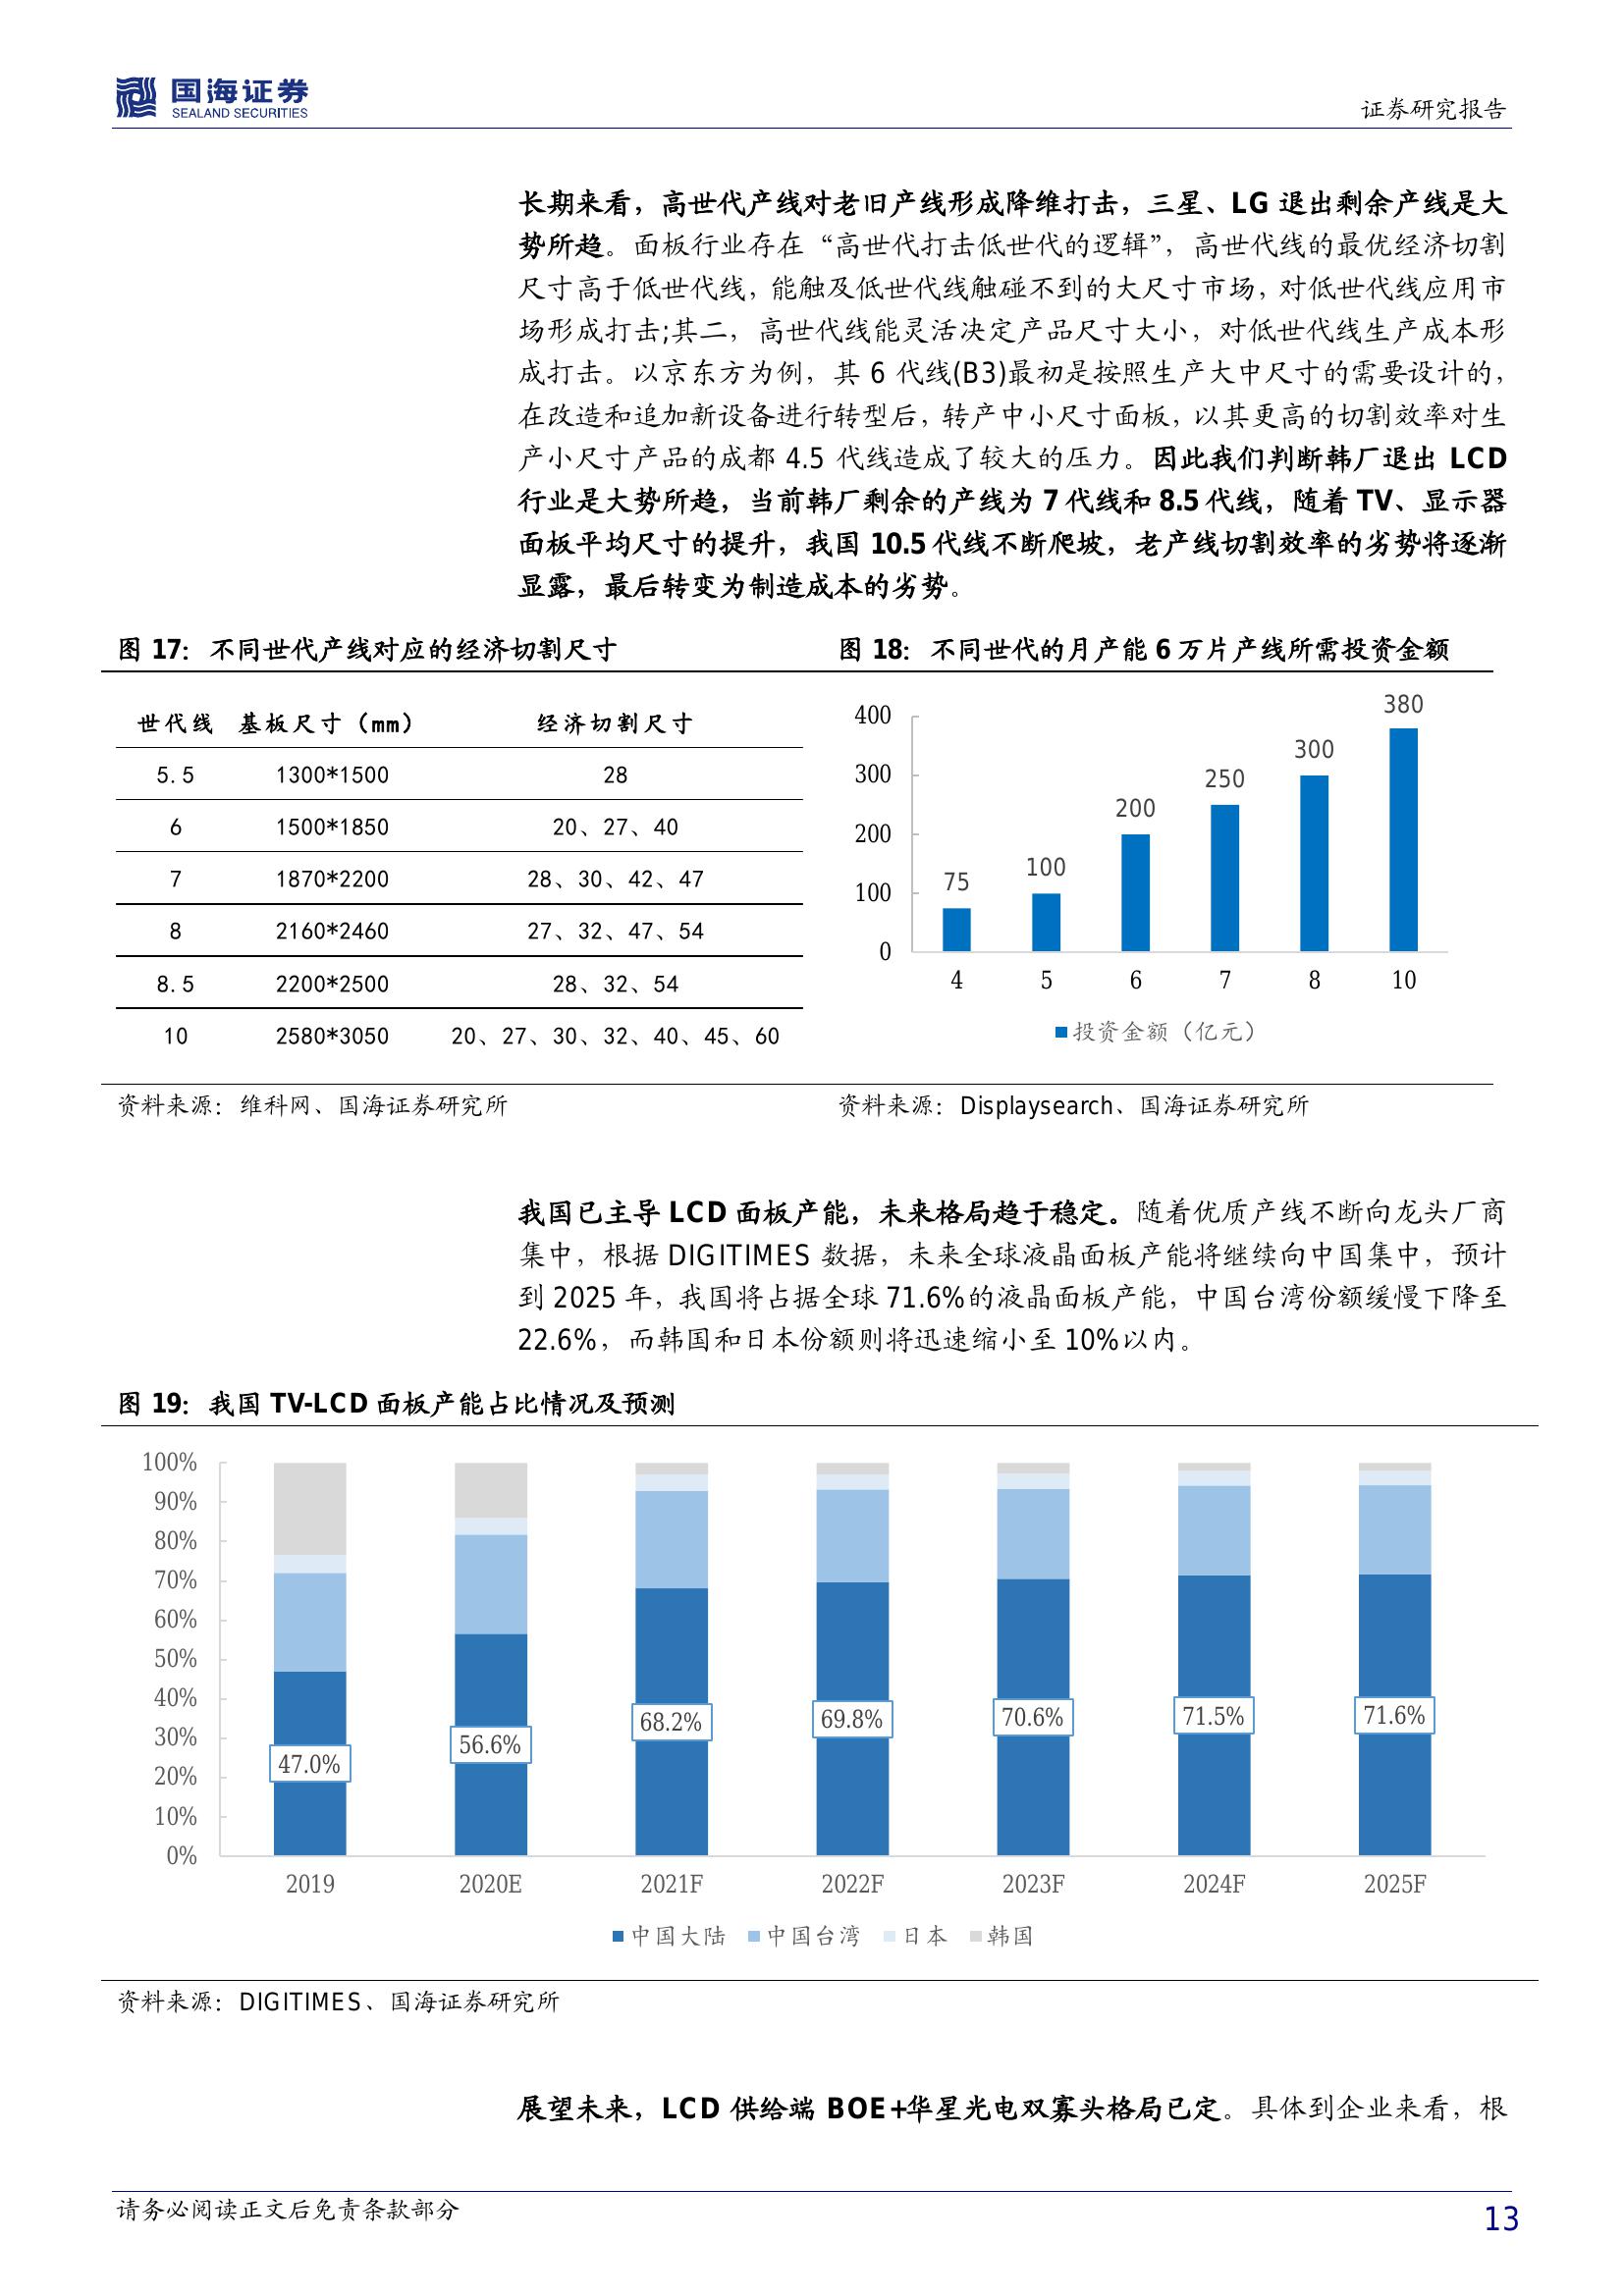 国海证券
SEALAND SECURITIES
证券研究报告
长期来看，高世代产线对老旧产线形成降维打击，三星、LG 退出剩余产线是大
势所趋。面板行业存在“高世代打击低世代的逻辑”，高世代线的最优经济切割
尺寸高于低世代线，能触及低世代线触碰不到的大尺寸市场，对低世代线应用市
场形成打击;其二，高世代线能灵活决定产品尺寸大小，对低世代线生产成本形
成打击。以京东方为例，其 6 代线(B3)最初是按照生产大中尺寸的需要设计的，
在改造和追加新设备进行转型后，转产中小尺寸面板，以其更高的切割效率对生
产小尺寸产品的成都 4.5 代线造成了较大的压力。因此我们判断韩厂退出 LCD
行业是大势所趋，当前韩厂剩余的产线为 7 代线和 8.5 代线，随着 TV、显示器
面板平均尺寸的提升，我国 10.5 代线不断爬坡，老产线切割效率的劣势将逐渐
显露，最后转变为制造成本的劣势。
图 17：不同世代产线对应的经济切割尺寸
世代线 基板尺寸（mm） 经济切割尺寸
5.5 1300*1500 28
6 1500*1850 20、27、40
7 1870*2200 28、30、42、47
8 2160*2460 27、32、47、54
8.5 2200*2500 28、32、54
10 2580*3050 20、27、30、32、40、45、60
资料来源：维科网、国海证券研究所
图 18：不同世代的月产能 6 万片产线所需投资金额
400
300
200
100
0
75
100
200
250
300
380
4 5 6 7 8 10
投资金额（亿元）
资料来源：Displaysearch、国海证券研究所
我国已主导 LCD 面板产能，未来格局趋于稳定。随着优质产线不断向龙头厂商
集中，根据 DIGITIMES 数据，未来全球液晶面板产能将继续向中国集中，预计
到 2025 年，我国将占据全球 71.6%的液晶面板产能，中国台湾份额缓慢下降至
22.6%，而韩国和日本份额则将迅速缩小至 10%以内。
图 19：我国 TV-LCD 面板产能占比情况及预测
100%
90%
80%
70%
60%
50%
40%
30%
20%
10%
0%
47.0%
56.6%
68.2%
69.8%
70.6%
71.5%
71.6%
2019 2020E 2021F 2022F 2023F 2024F 2025F
中国大陆 中国台湾 日本 韩国
资料来源：DIGITIMES、国海证券研究所
展望未来，LCD 供给端 BOE+华星光电双寡头格局已定。具体到企业来看，根
请务必阅读正文后免责条款部分
13